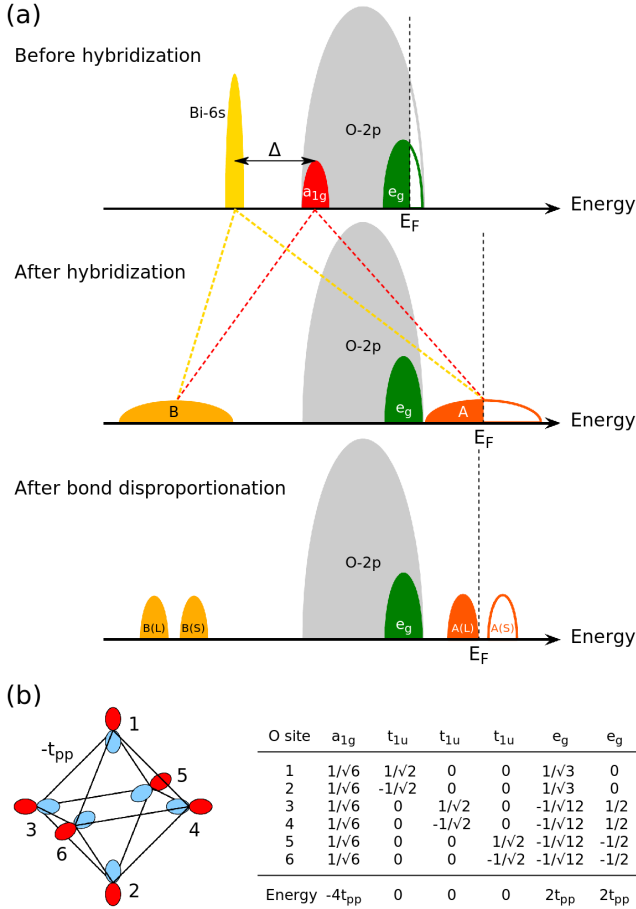 (a)
Before hybridization
Bi-6s
O-2p
Δ
a1g
eg
Energy
EF
After hybridization
O-2p
B
eg
A
Energy
EF
After bond disproportionation
O-2p
B(L) B(S)
eg
A(L) A(S)
Energy
EF
(b)
1
-tpp
5
3
4
6
2
O site a1g t1u t1u t1u eg eg
1 1/√6 1/√2 0 0 1/√3 0
2 1/√6 -1/√2 0 0 1/√3 0
3 1/√6 0 1/√2 0 -1/√12 1/2
4 1/√6 0 -1/√2 0 -1/√12 1/2
5 1/√6 0 0 1/√2 -1/√12 -1/2
6 1/√6 0 0 -1/√2 -1/√12 -1/2
Energy -4tpp 0 0 0 2tpp 2tpp